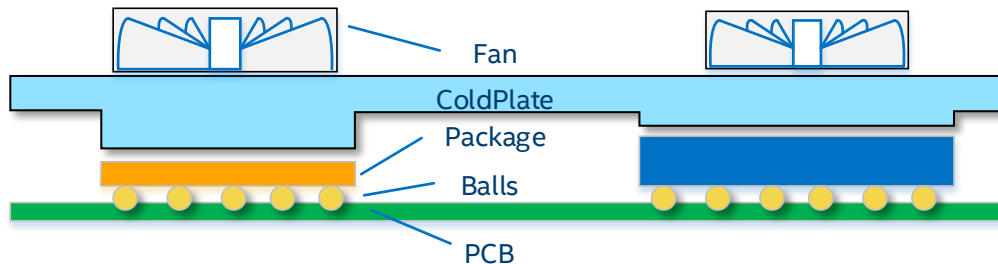 Fan
ColdPlate
Package
Balls
PCB